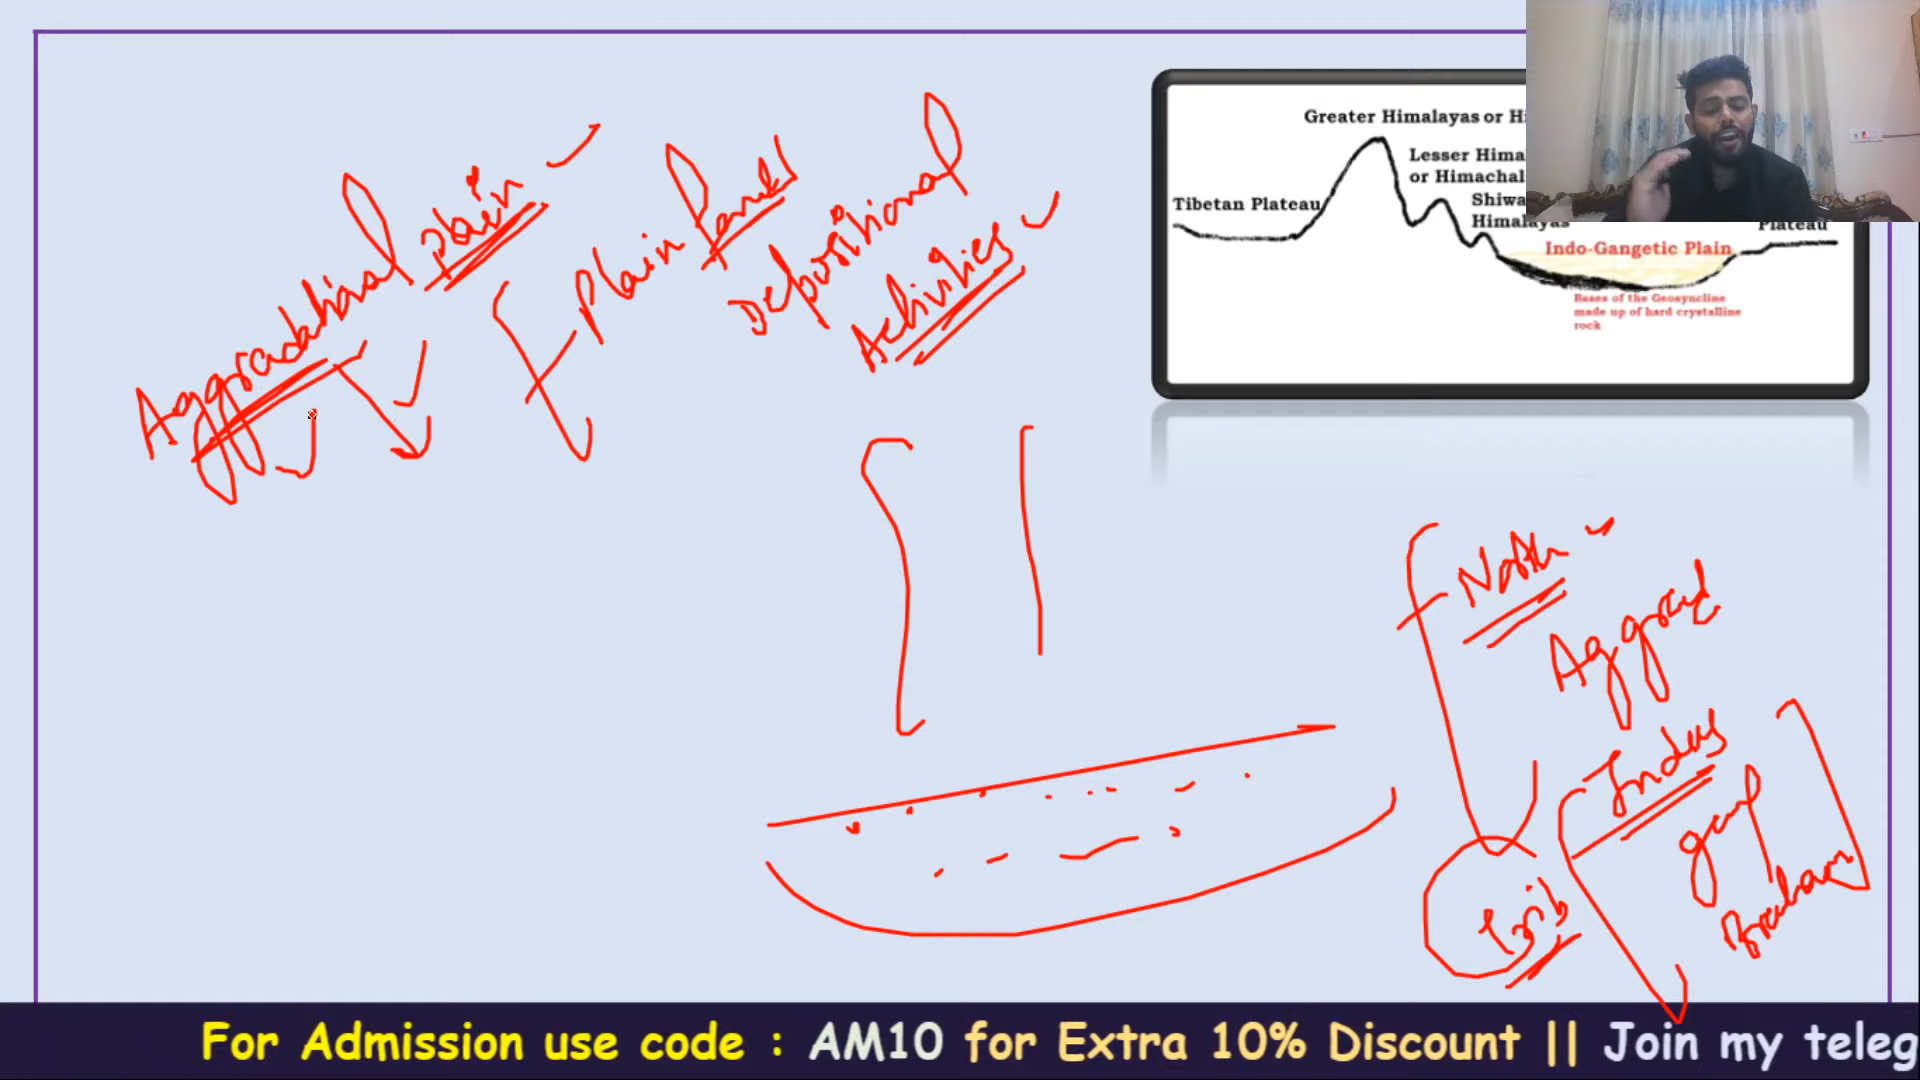 Aggradational plain
Plain Lands
Depositional
Activities
Greater Himalayas or Hi
Lesser Hima
or Himachal
Shiwa
Himalayas
Tibetan Plateau
Plateau
Indo-Gangetic Plain
Bases of the Geosyncline
made up of hard crystalline
rock
North
Aggrad
Indus
Braham
Trib
For Admission use code : AM10 for Extra 10% Discount || Join my teleg